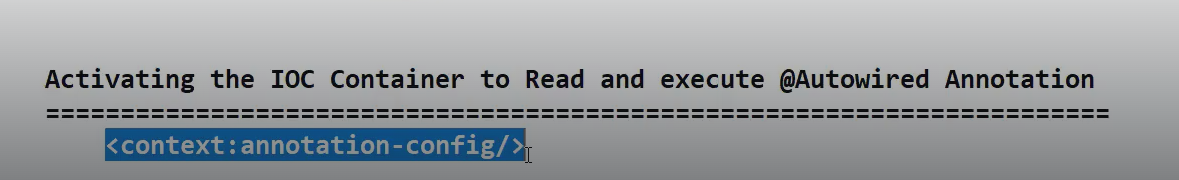 Activating the IOC Container to Read and execute @Autowired Annotation
=======================================================================
<context:annotation-config/>